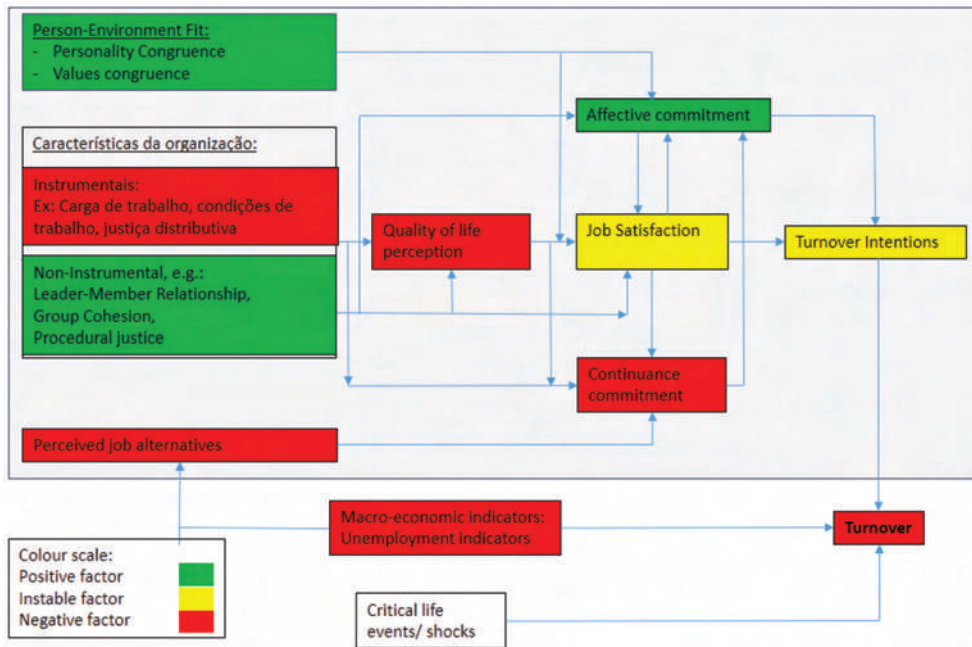 Person-Environment Fit:
- Personality Congruence
- Values congruence
Affective commitment
Características da organização:
Instrumentais:
Ex: Carga de trabalho, condições de
trabalho, justiça distributiva
Quality of life
perception
Job Satisfaction
Turnover Intentions
Non-Instrumental, e.g.:
Leader-Member Relationship,
Group Cohesion,
Procedural justice
Continuance
commitment
Perceived job alternatives
Macro-economic indicators:
Unemployment indicators
Turnover
Colour scale:
Positive factor
Instable factor
Negative factor
Critical life
events/ shocks